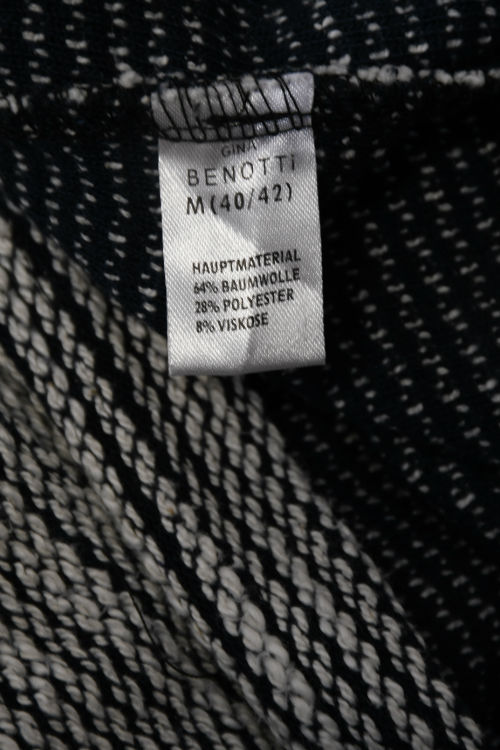 GINA
BENOTTi
M(40/42)
HAUPTMATERIAL
64% BAUMWOLLE
28% POLYESTER
8% VISKOSE